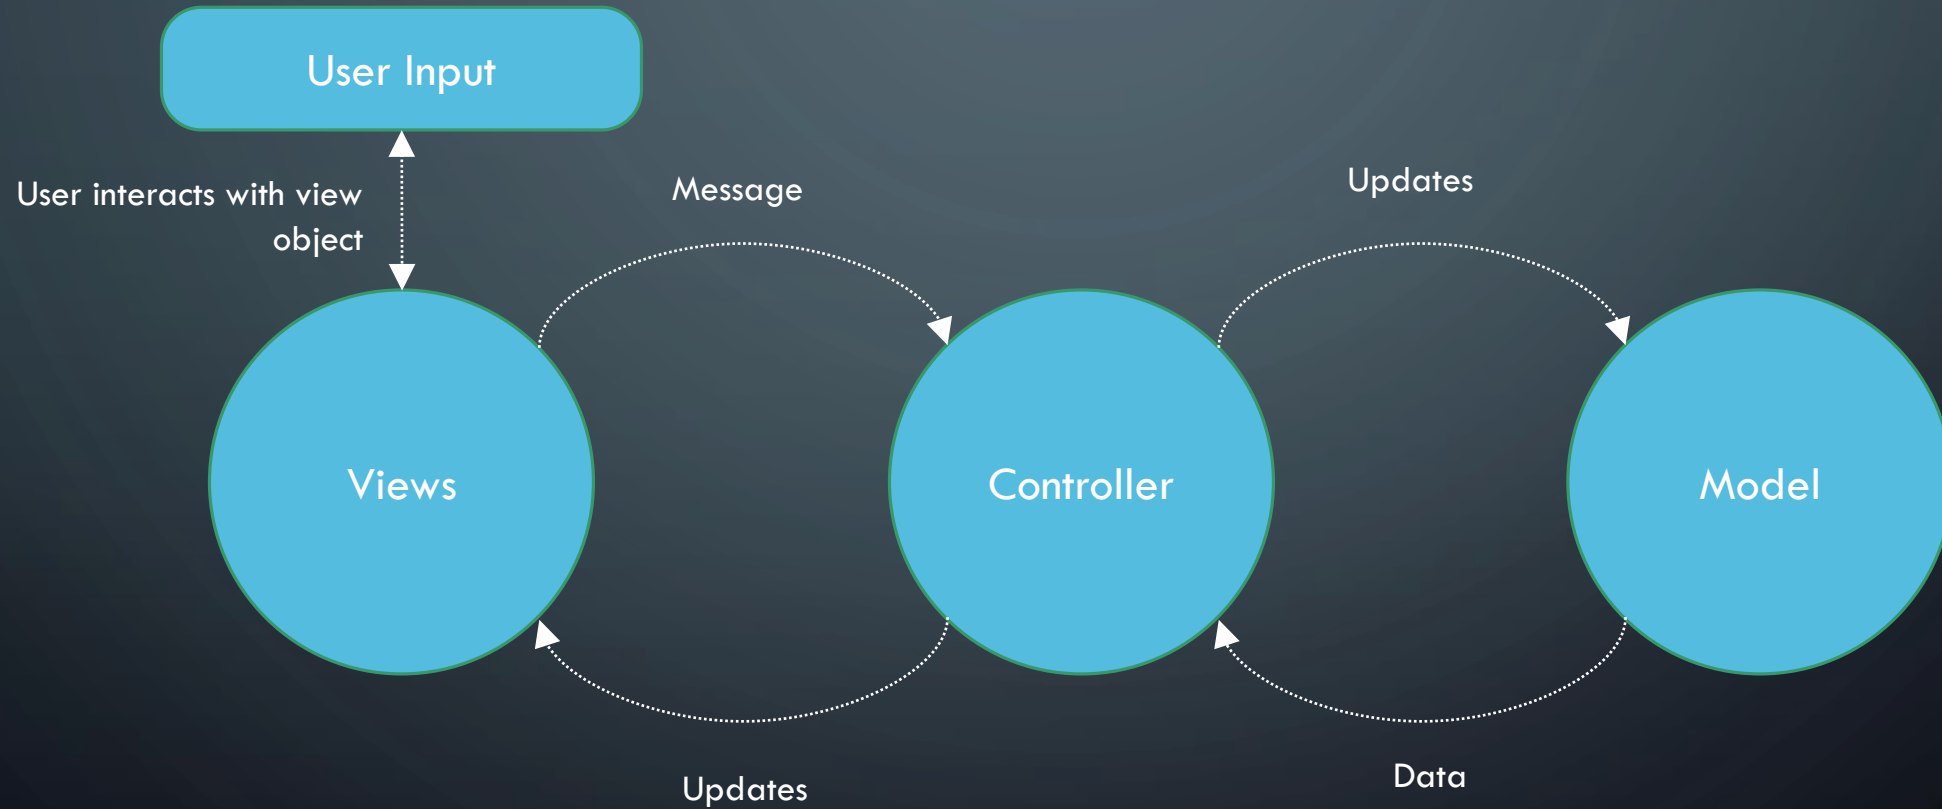 User Input
User interacts with view
object
Message
Updates
Views
Controller
Model
Updates
Data